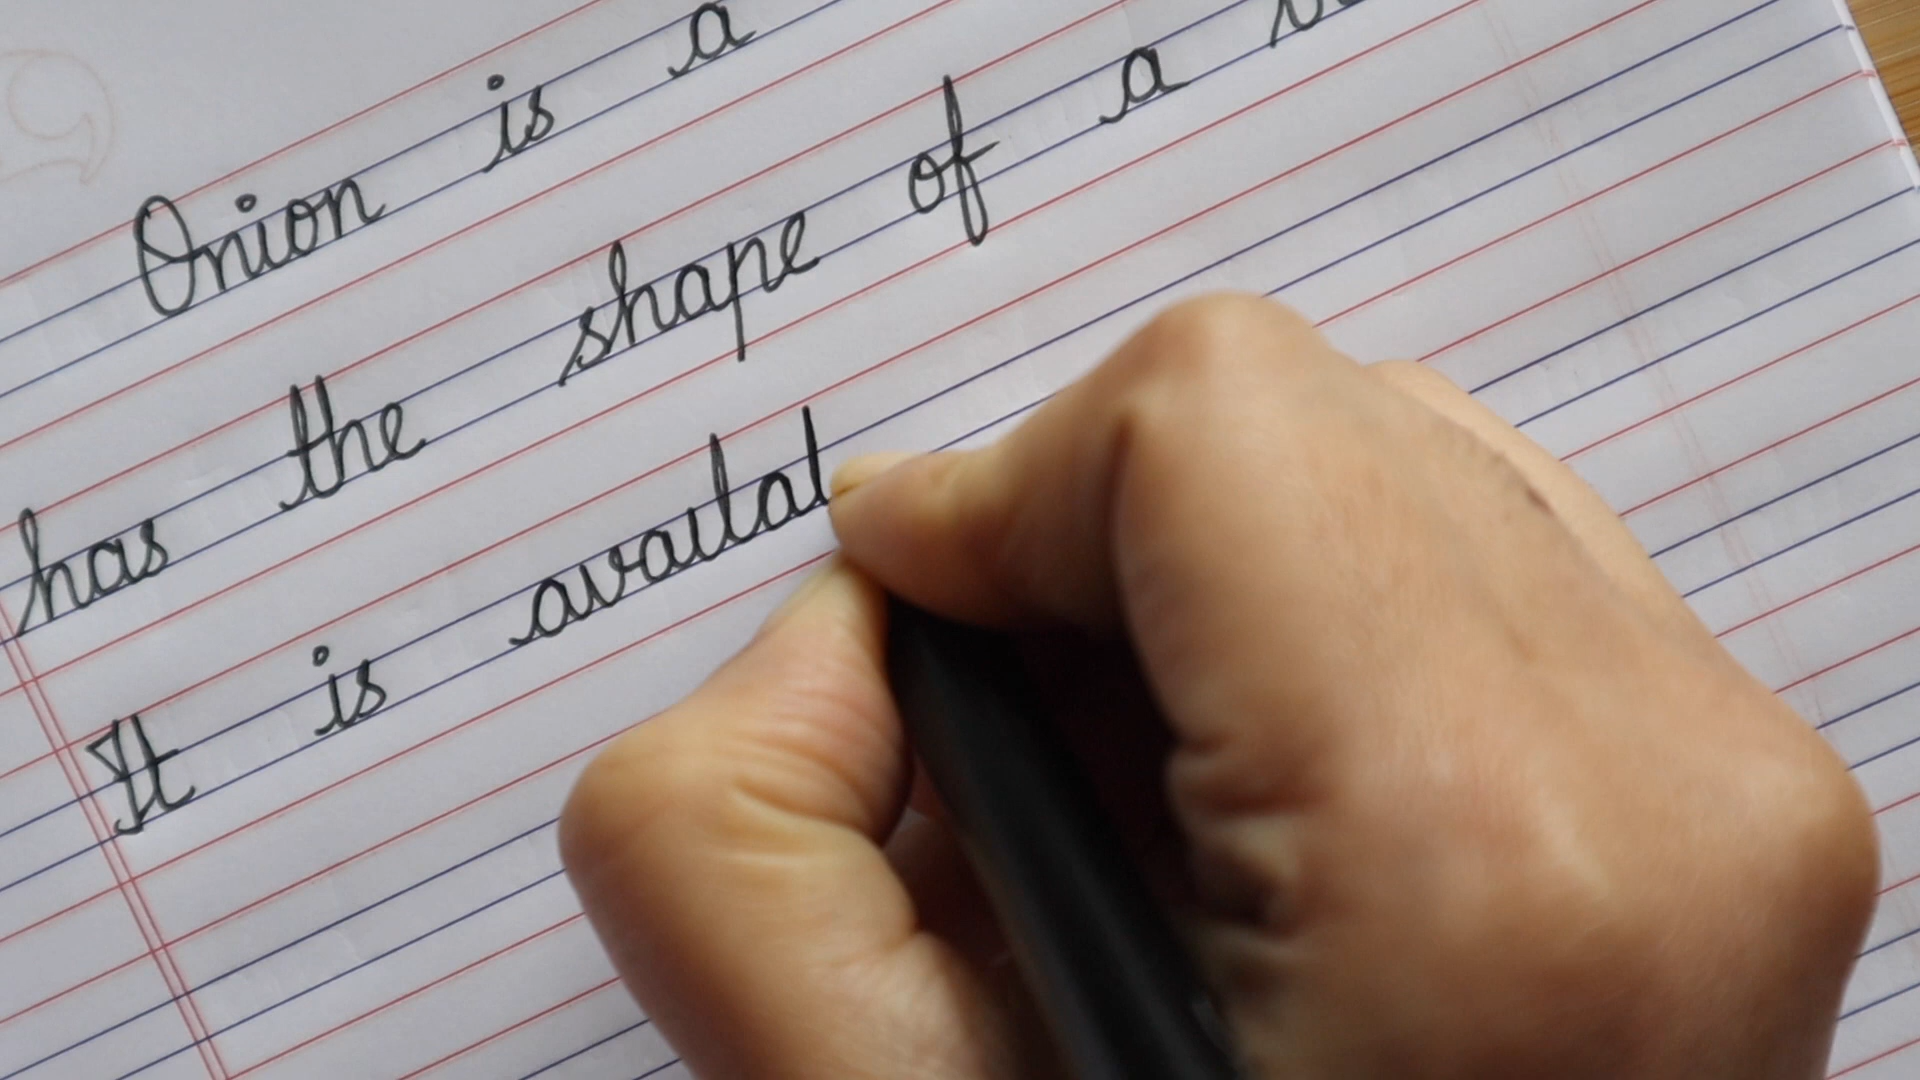 Onion is a
has the shape of a
It is availab